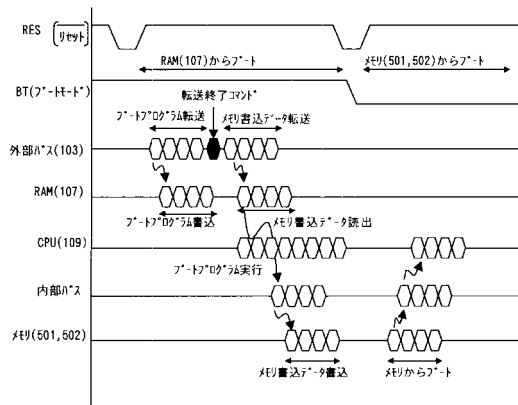 RES (リセット)
RAM(107)からブート
メモリ(501,502)からブート
BT(ブートモード)
転送終了コマンド
ブートプログラム転送
メモリ書込データ転送
外部バス(103)
RAM(107)
ブートプログラム書込
メモリ書込データ読出
CPU(109)
ブートプログラム実行
内部バス
メモリ(501,502)
メモリ書込データ書込
メモリからブート